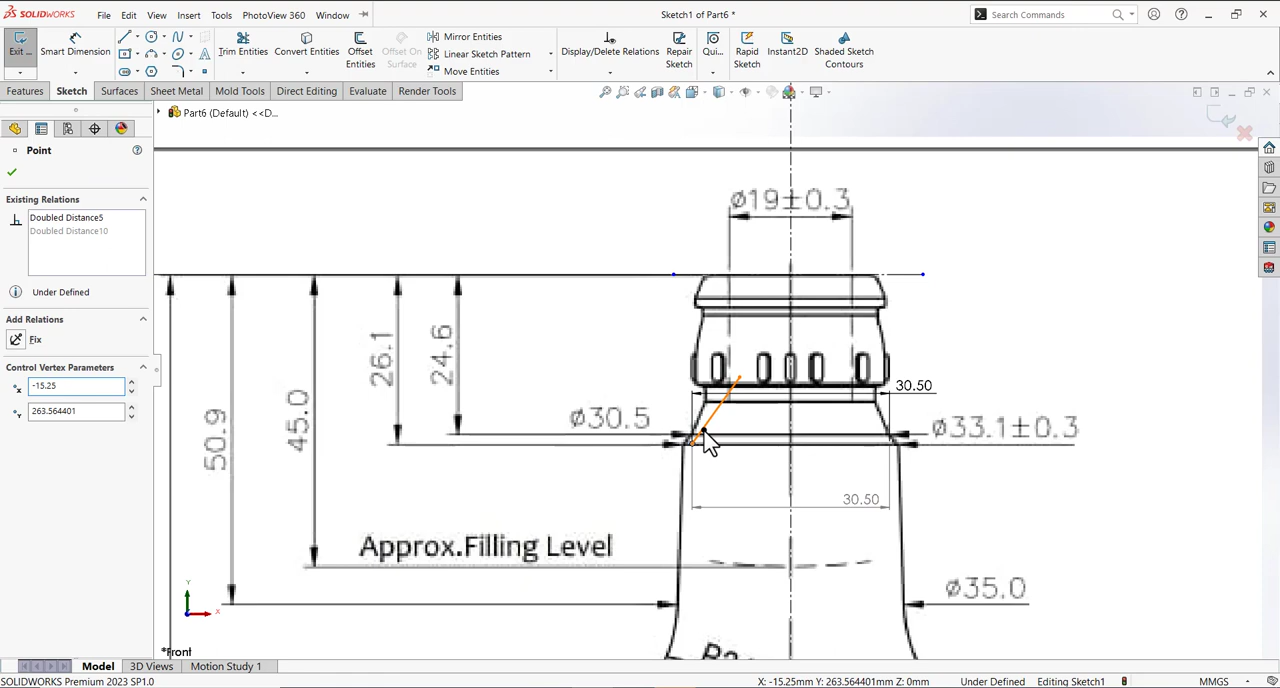 SOLIDWORKS File Edit View Insert Tools PhotoView 360 Window Sketch1 of Part6 * Search Commands
Exit ... Smart Dimension Trim Entities Convert Entities Offset Entities Offset On Surface Mirror Entities Linear Sketch Pattern Move Entities Display/Delete Relations Repair Sketch Qui... Rapid Sketch Instant2D Shaded Sketch Contours
Features Sketch Surfaces Sheet Metal Mold Tools Direct Editing Evaluate Render Tools
Part6 (Default) <<D...
Point
Existing Relations
Doubled Distance5
Doubled Distance10
Under Defined
Add Relations
Fix
Control Vertex Parameters
-15.25
263.564401
ø19±0.3
26.1
24.6
45.0
50.9
30.50
ø30.5
ø33.1±0.3
30.50
Approx.Filling Level
ø35.0
Y
X
*Front
Model 3D Views Motion Study 1
SOLIDWORKS Premium 2023 SP1.0 X: -15.25mm Y: 263.564401mm Z: 0mm Under Defined Editing Sketch1 MMGS